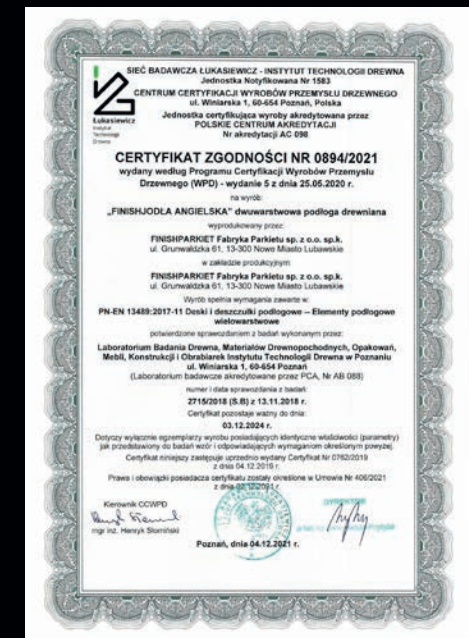 SIEĆ BADAWCZA ŁUKASIEWICZ - INSTYTUT TECHNOLOGII DREWNA
Jednostka Notyfikowana Nr 1583
CENTRUM CERTYFIKACJI WYROBÓW PRZEMYSŁU DRZEWNEGO
ul. Winiarska 1, 60-654 Poznań, Polska
Łukasiewicz
Instytut
Technologii
Drewna
Jednostka certyfikująca wyroby akredytowana przez
POLSKIE CENTRUM AKREDYTACJI
Nr akredytacji AC 098
CERTYFIKAT ZGODNOŚCI NR 0894/2021
wydany według Programu Certyfikacji Wyrobów Przemysłu
Drzewnego (WPD) - wydanie 5 z dnia 25.05.2020 r.
na wyrób:
„FINISHJODŁA ANGIELSKA” dwuwarstwowa podłoga drewniana
wyprodukowany przez:
FINISHPARKIET Fabryka Parkietu sp. z o.o. sp.k.
ul. Grunwaldzka 61, 13-300 Nowe Miasto Lubawskie
w zakładzie produkcyjnym:
FINISHPARKIET Fabryka Parkietu sp. z o.o. sp.k.
ul. Grunwaldzka 61, 13-300 Nowe Miasto Lubawskie
Wyrób spełnia wymagania zawarte w:
PN-EN 13489:2017-11 Deski i deszczułki podłogowe – Elementy podłogowe
wielowarstwowe
potwierdzone sprawozdaniem z badań wykonanym przez:
Laboratorium Badania Drewna, Materiałów Drewnopochodnych, Opakowań,
Mebli, Konstrukcji i Obrabiarek Instytutu Technologii Drewna w Poznaniu
ul. Winiarska 1, 60-654 Poznań
(Laboratorium badawcze akredytowane przez PCA, Nr AB 088)
numer i data sprawozdania z badań:
2715/2018 (S.B) z 13.11.2018 r.
Certyfikat pozostaje ważny do dnia:
03.12.2024 r.
Dotyczy wyłącznie egzemplarzy wyrobu posiadających identyczne właściwości (parametry)
jak przedstawiony do badań wzór i odpowiadających wymaganiom określonym powyżej.
Certyfikat niniejszy zastępuje uprzednio wydany Certyfikat Nr 0762/2019
z dnia 04.12.2019 r.
Prawa i obowiązki posiadacza certyfikatu zostały określone w Umowie Nr 406/2021
z dnia
Kierownik CCWPD
mgr inż. Henryk Słomiński
Poznań, dnia 04.12.2021 r.